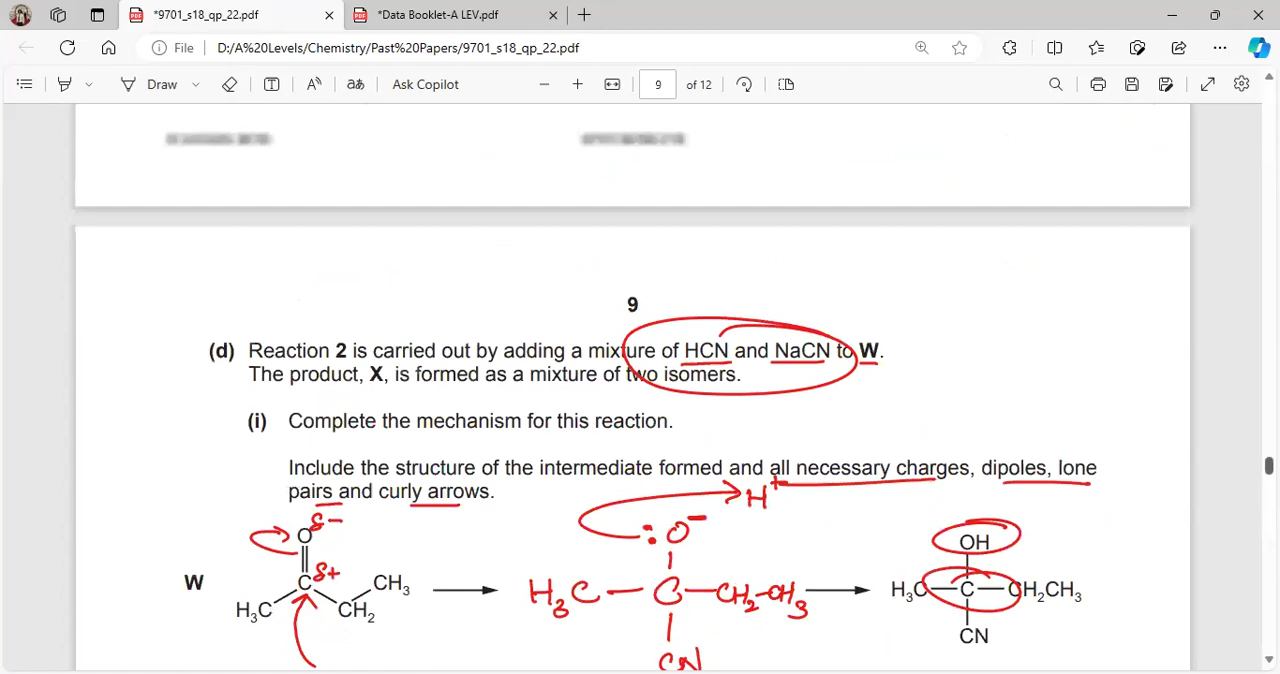 *9701_s18_qp_22.pdf
*Data Booklet-A LEV.pdf
File
D:/A%20Levels/Chemistry/Past%20Papers/9701_s18_qp_22.pdf
Draw
aあ
Ask Copilot
9
of 12
9
(d) Reaction 2 is carried out by adding a mixture of HCN and NaCN to W.
The product, X, is formed as a mixture of two isomers.
(i) Complete the mechanism for this reaction.
Include the structure of the intermediate formed and all necessary charges, dipoles, lone
pairs and curly arrows.
H+
δ−
O
:O−
OH
W
C
δ+
CH3
H3C
CH2
H3C—C—CH2-CH3
H3C—C—CH2CH3
CN
CN